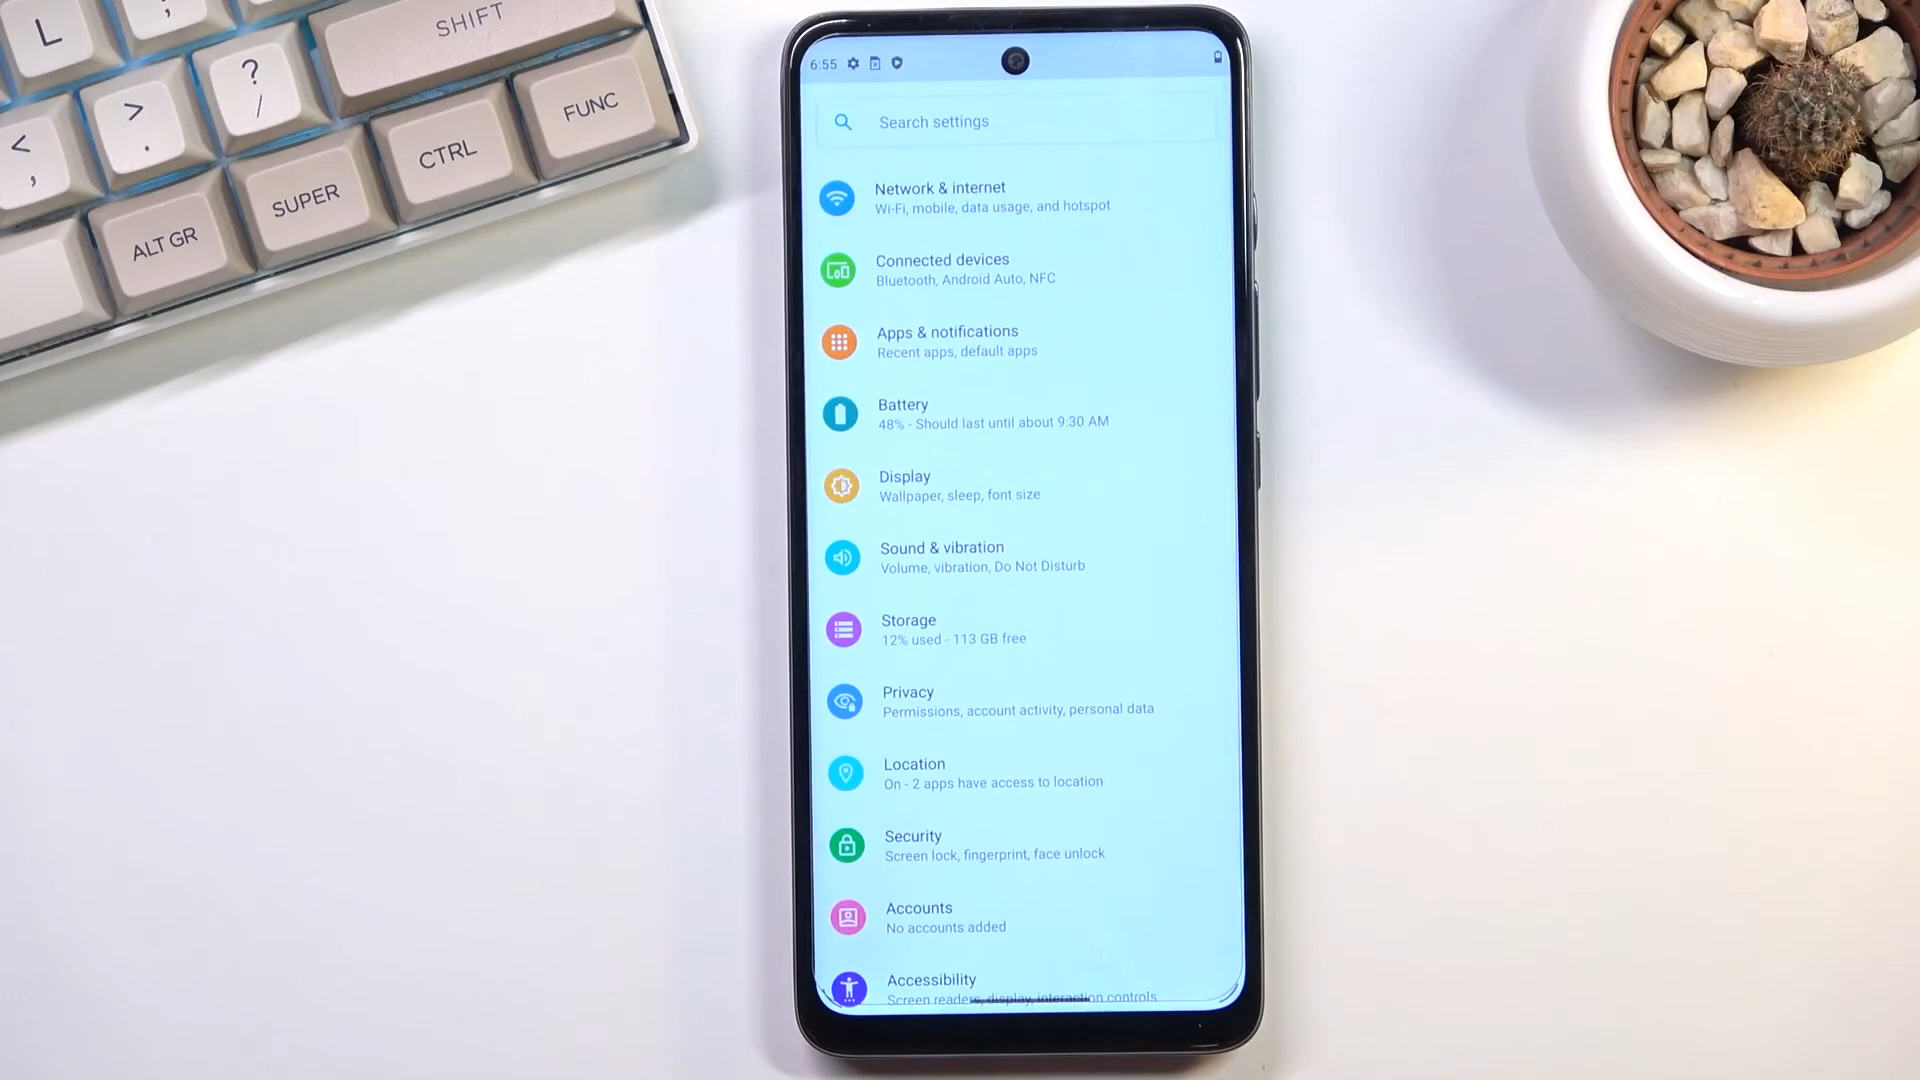 SHIFT
L
;
:
?
/
FUNC
>
.
CTRL
<
,
SUPER
ALT GR
6:55
Search settings
Network & internet
Wi-Fi, mobile, data usage, and hotspot
Connected devices
Bluetooth, Android Auto, NFC
Apps & notifications
Recent apps, default apps
Battery
48% - Should last until about 9:30 AM
Display
Wallpaper, sleep, font size
Sound & vibration
Volume, vibration, Do Not Disturb
Storage
12% used - 113 GB free
Privacy
Permissions, account activity, personal data
Location
On - 2 apps have access to location
Security
Screen lock, fingerprint, face unlock
Accounts
No accounts added
Accessibility
Screen readers, display, interaction controls